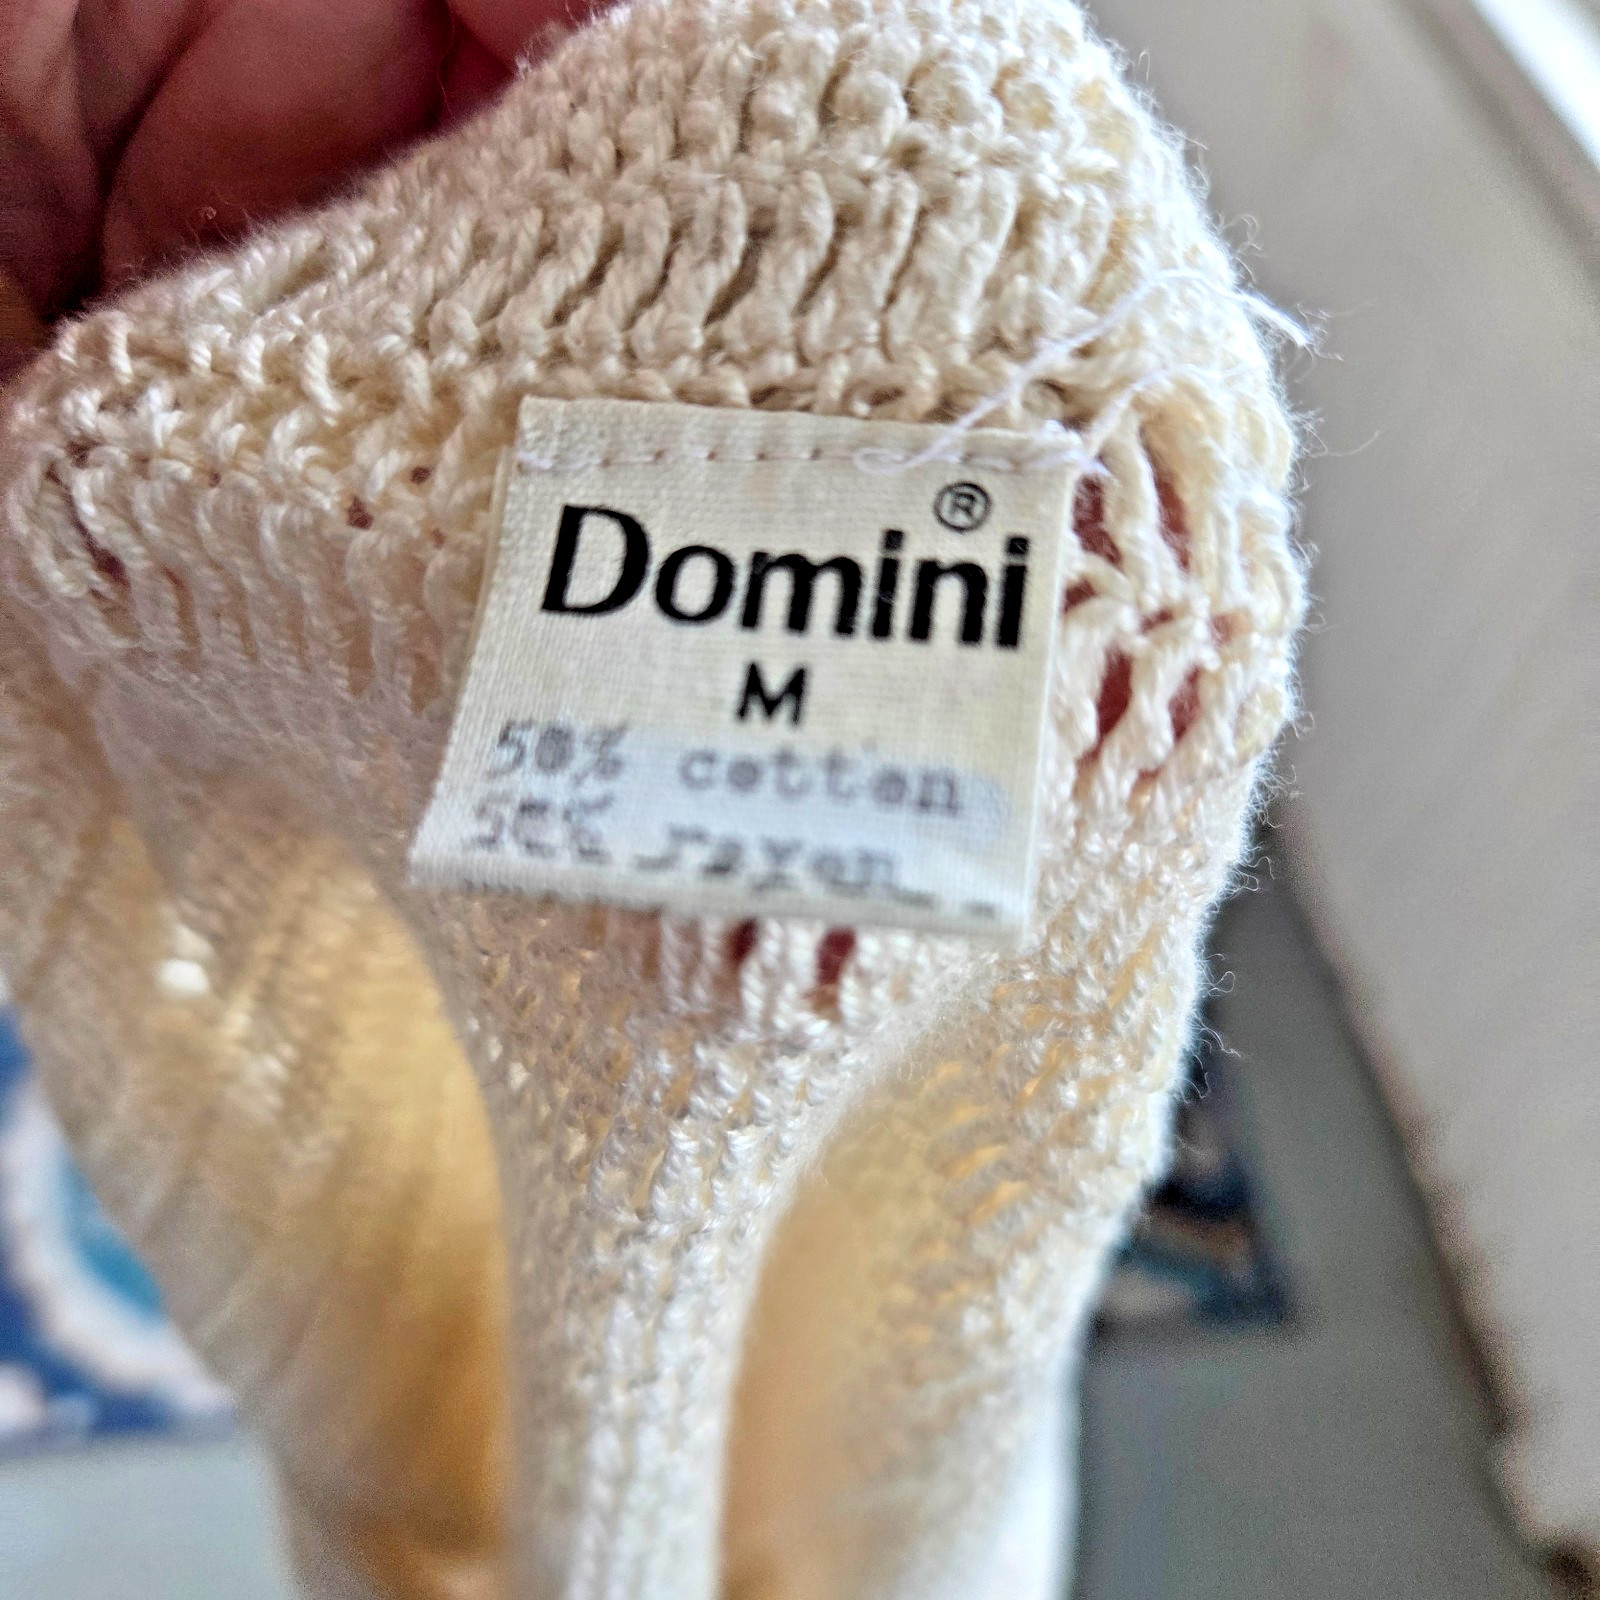 Domini®
M
50% cotton
50% rayon